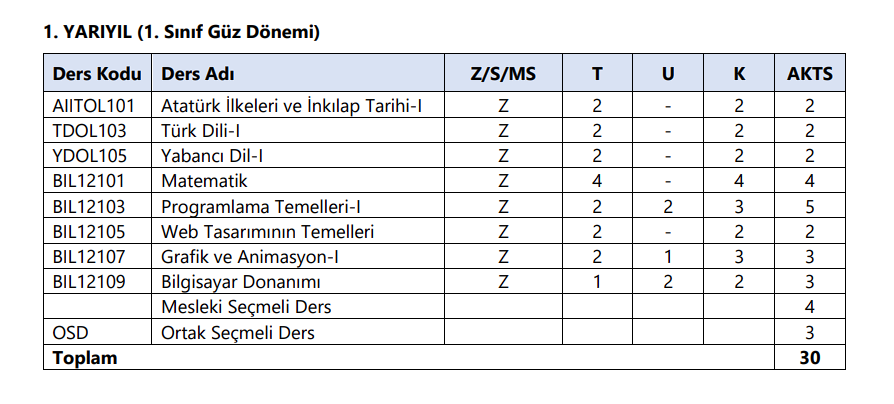 1. YARIYIL (1. Sınıf Güz Dönemi)
Ders Kodu Ders Adı Z/S/MS T U K AKTS
AIITOL101 Atatürk İlkeleri ve İnkılap Tarihi-I Z 2 - 2 2
TDOL103 Türk Dili-I Z 2 - 2 2
YDOL105 Yabancı Dil-I Z 2 - 2 2
BIL12101 Matematik Z 4 - 4 4
BIL12103 Programlama Temelleri-I Z 2 2 3 5
BIL12105 Web Tasarımının Temelleri Z 2 - 2 2
BIL12107 Grafik ve Animasyon-I Z 2 1 3 3
BIL12109 Bilgisayar Donanımı Z 1 2 2 3
Mesleki Seçmeli Ders 4
OSD Ortak Seçmeli Ders 3
Toplam 30